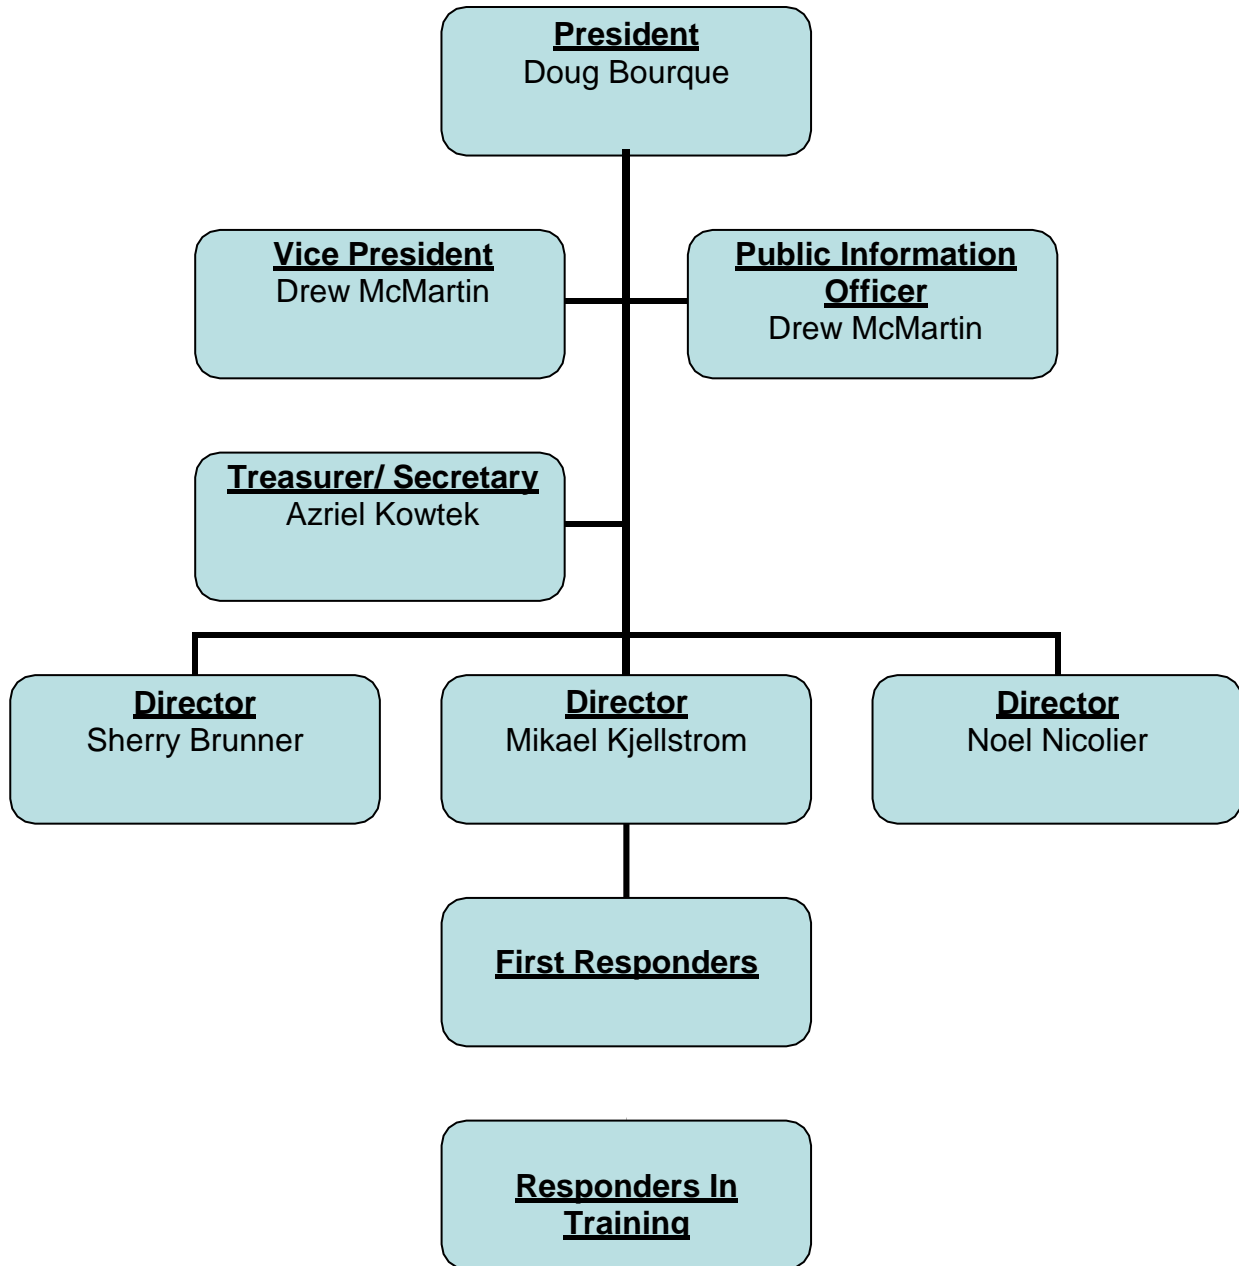 President
Doug Bourque
Vice President
Drew McMartin
Public Information
Officer
Drew McMartin
Treasurer/ Secretary
Azriel Kowtek
Director
Sherry Brunner
Director
Mikael Kjellstrom
Director
Noel Nicolier
First Responders
Responders In
Training